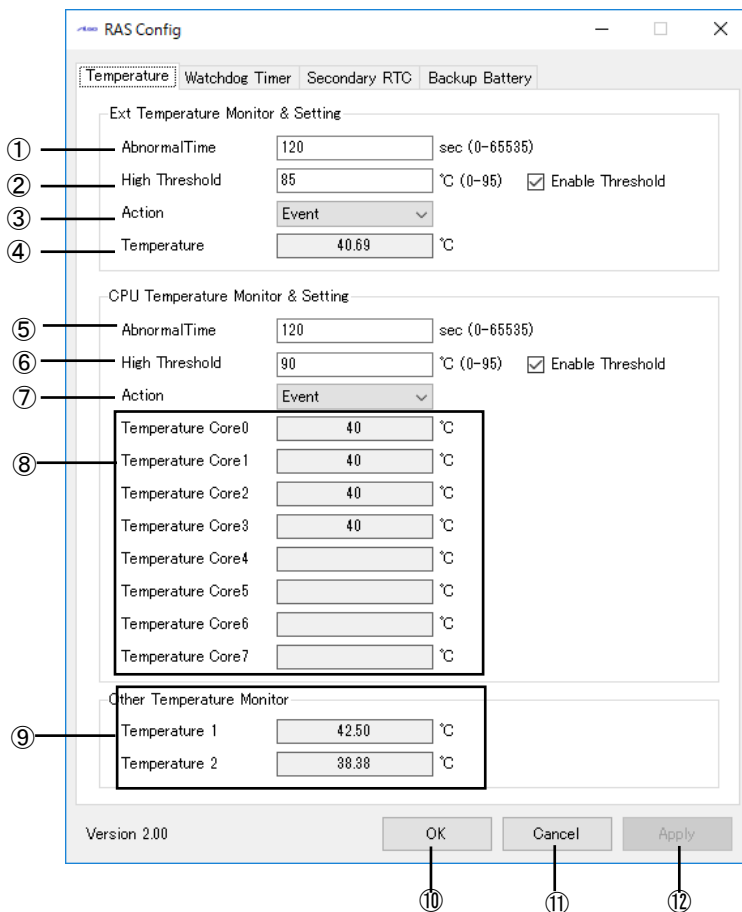 RAS Config
Temperature Watchdog Timer Secondary RTC Backup Battery
Ext Temperature Monitor & Setting
① AbnormalTime 120 sec (0-65535)
② High Threshold 85 ℃ (0-95) Enable Threshold
③ Action Event
④ Temperature 40.69 ℃
CPU Temperature Monitor & Setting
⑤ AbnormalTime 120 sec (0-65535)
⑥ High Threshold 90 ℃ (0-95) Enable Threshold
⑦ Action Event
Temperature Core0 40 ℃
⑧ Temperature Core1 40 ℃
Temperature Core2 40 ℃
Temperature Core3 40 ℃
Temperature Core4 ℃
Temperature Core5 ℃
Temperature Core6 ℃
Temperature Core7 ℃
Other Temperature Monitor
⑨ Temperature 1 42.50 ℃
Temperature 2 38.38 ℃
Version 2.00 OK Cancel Apply
⑩ ⑪ ⑫